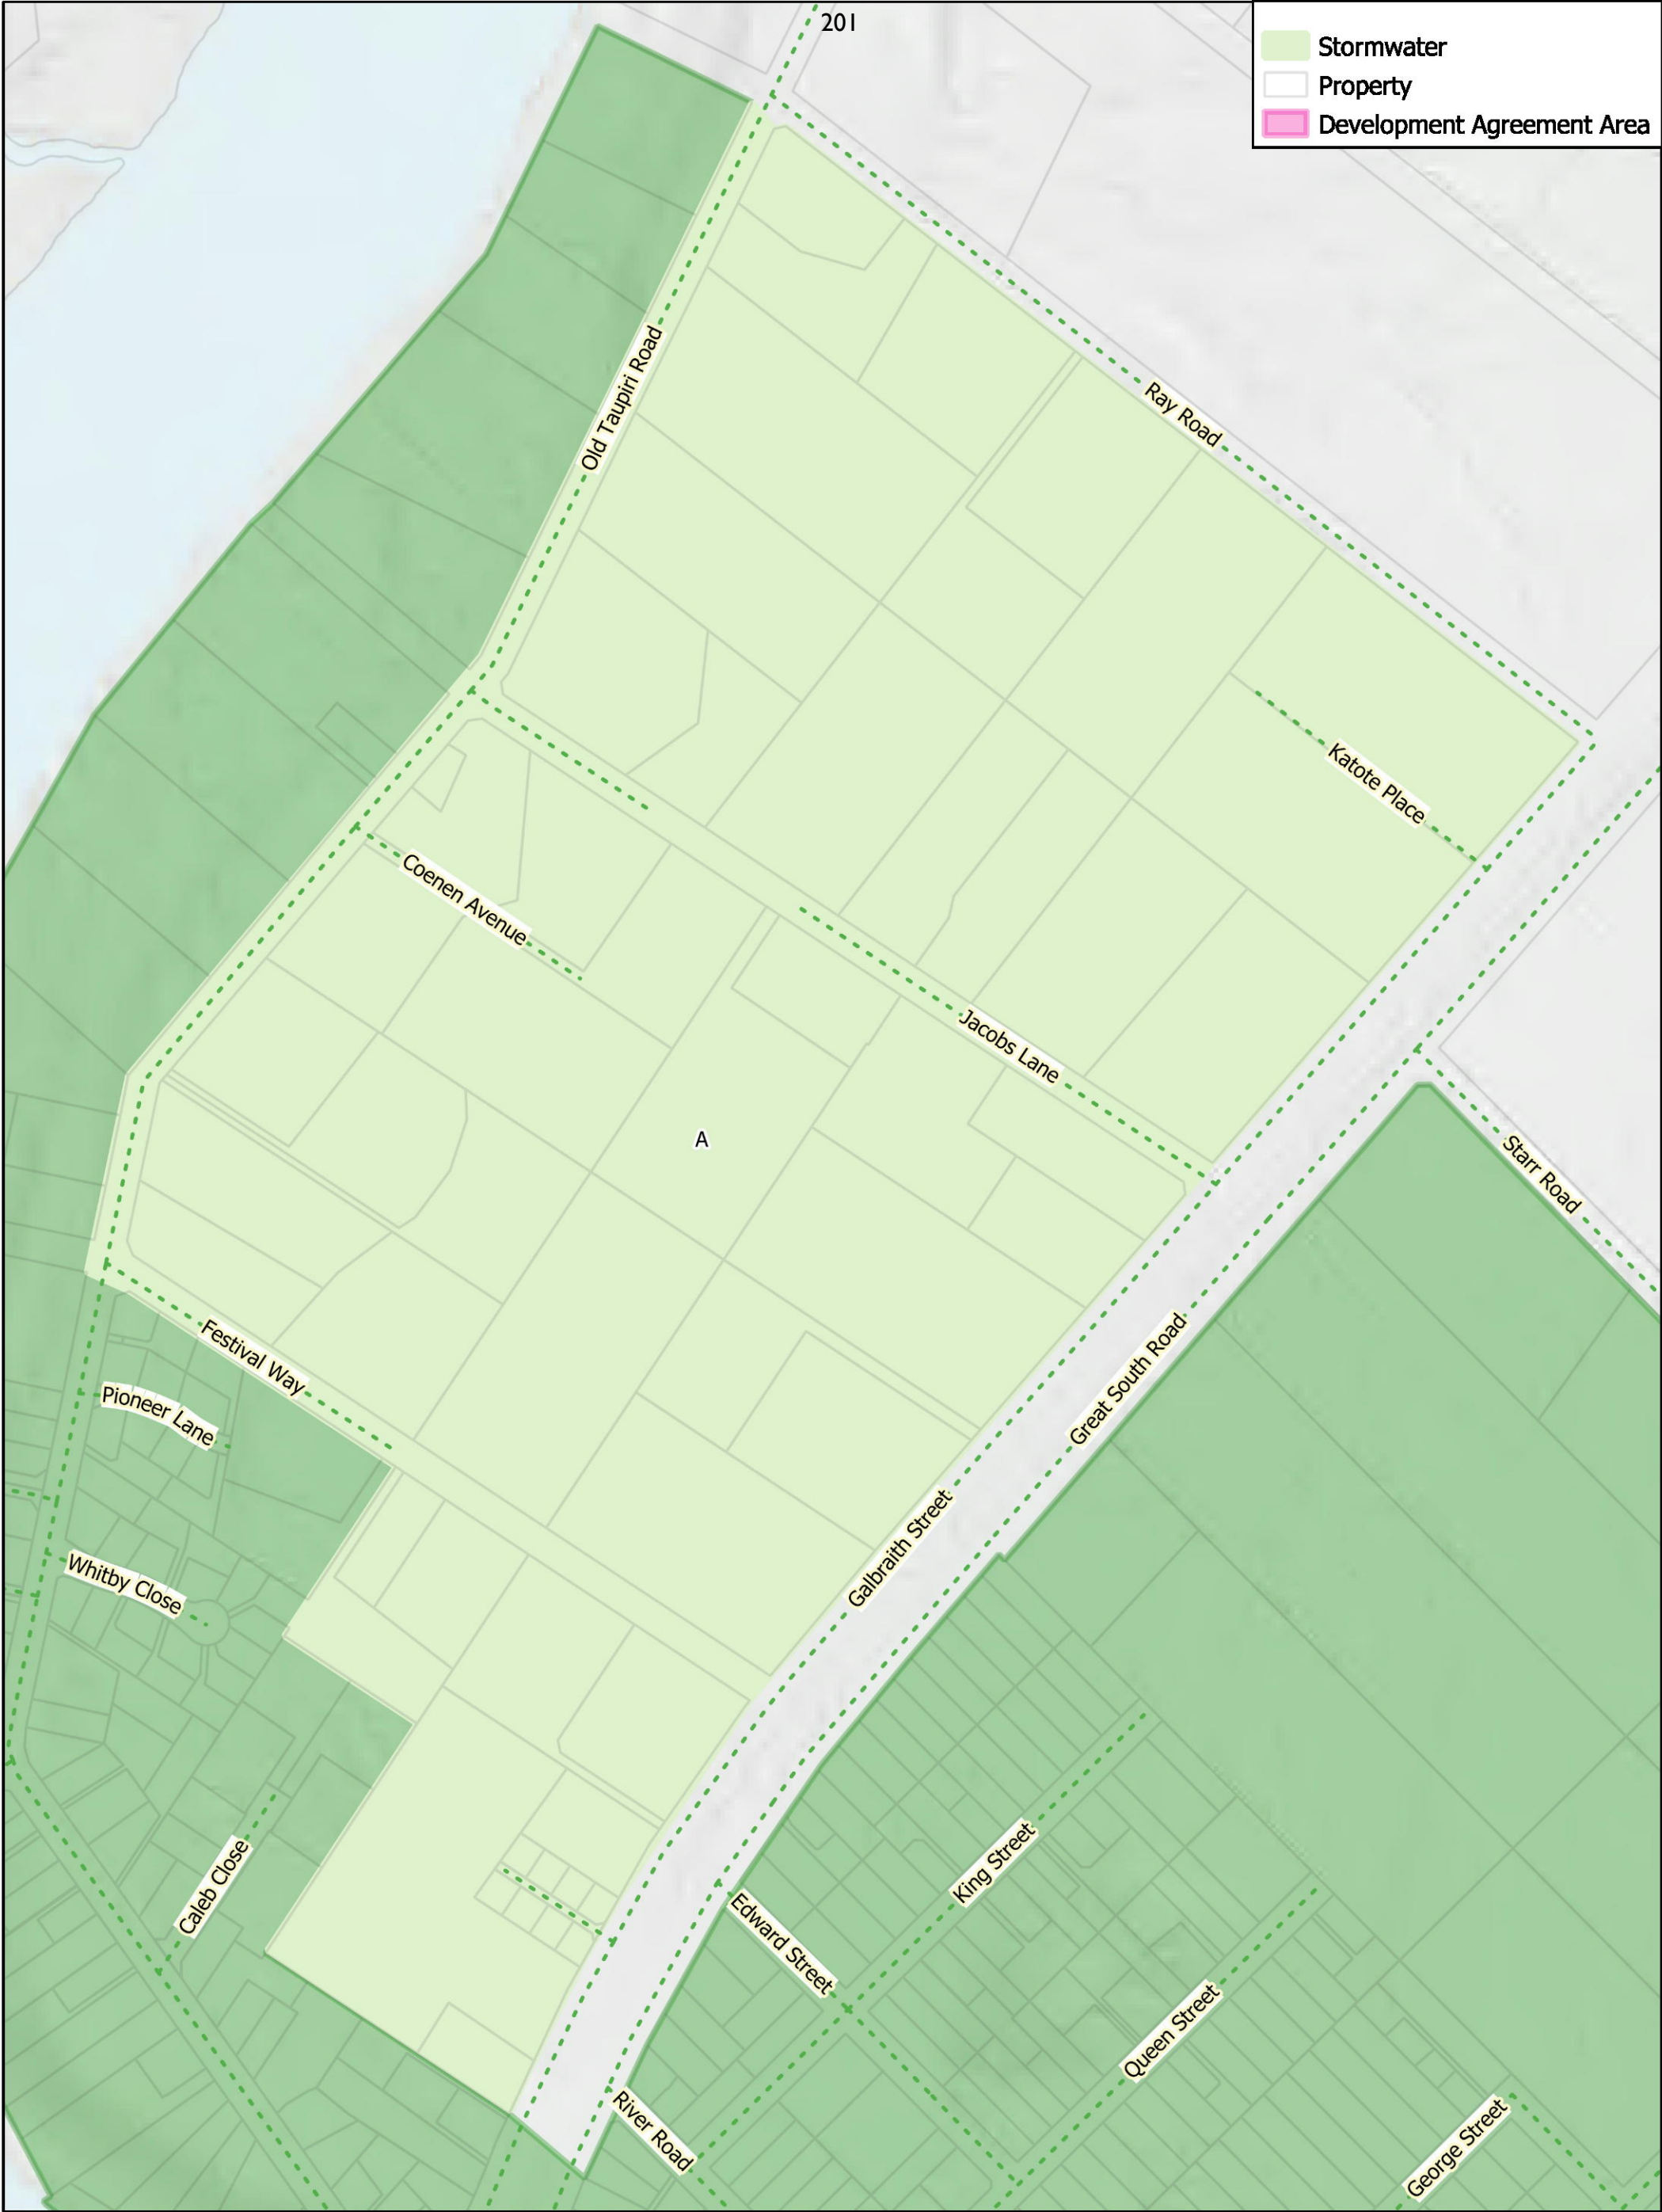 201
Stormwater
Property
Development Agreement Area
Old Taupiri Road
Ray Road
Katote Place
Coenen Avenue
Jacobs Lane
A
Starr Road
Festival Way
Great South Road
Pioneer Lane
Galbraith Street
Whitby Close
King Street
Caleb Close
Edward Street
Queen Street
River Road
George Street